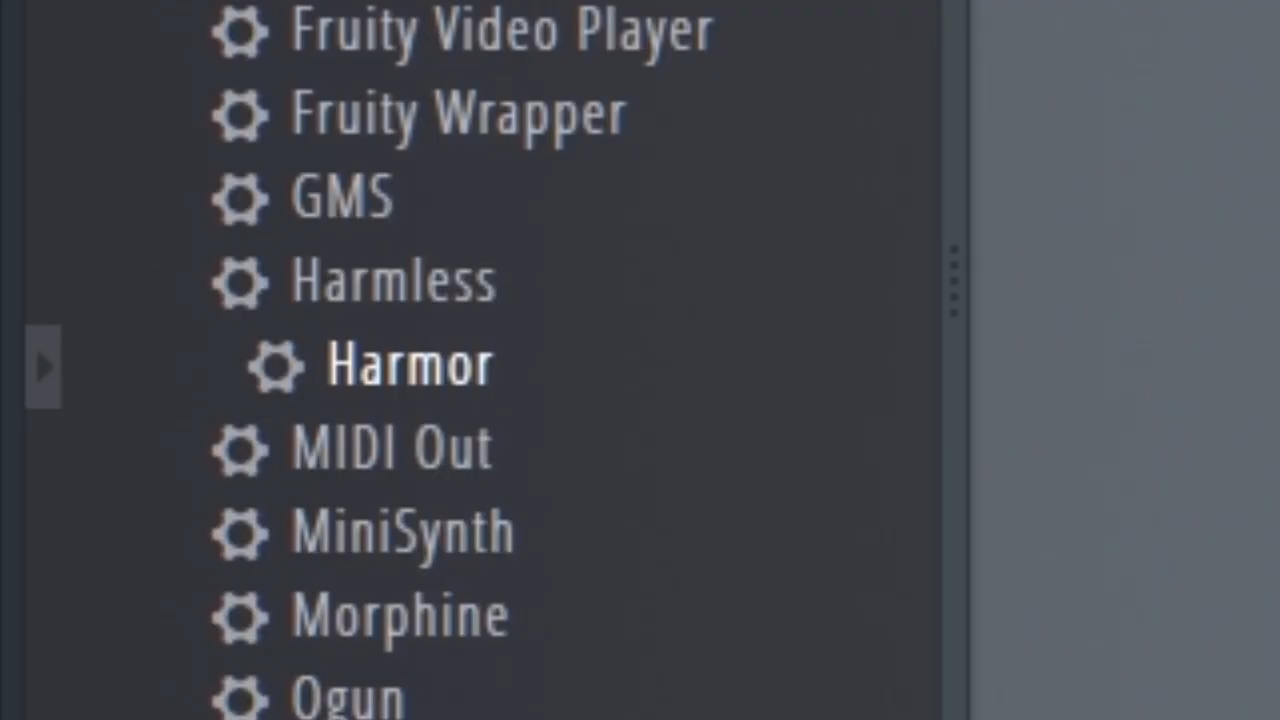 Fruity Video Player
Fruity Wrapper
GMS
Harmless
Harmor
MIDI Out
MiniSynth
Morphine
Ogun